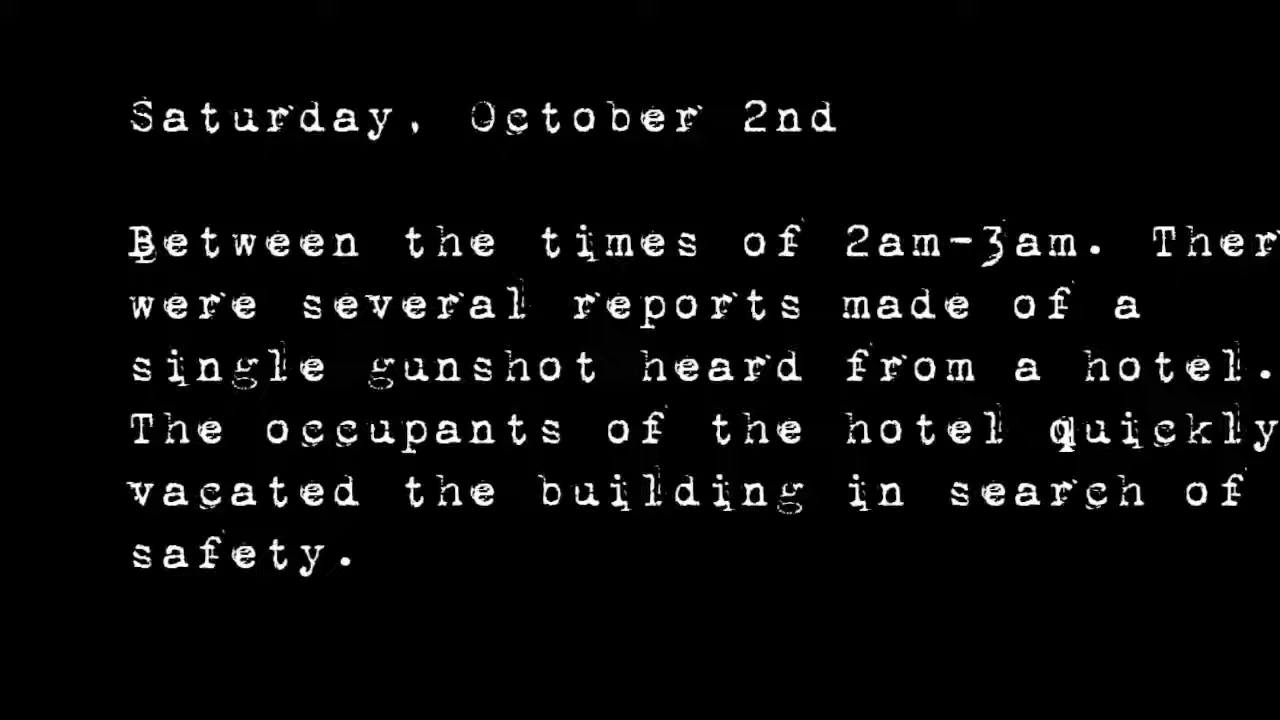 Saturday, October 2nd
Between the times of 2am-3am. Ther
were several reports made of a
single gunshot heard from a hotel.
The occupants of the hotel quickly
vacated the building in search of
safety.